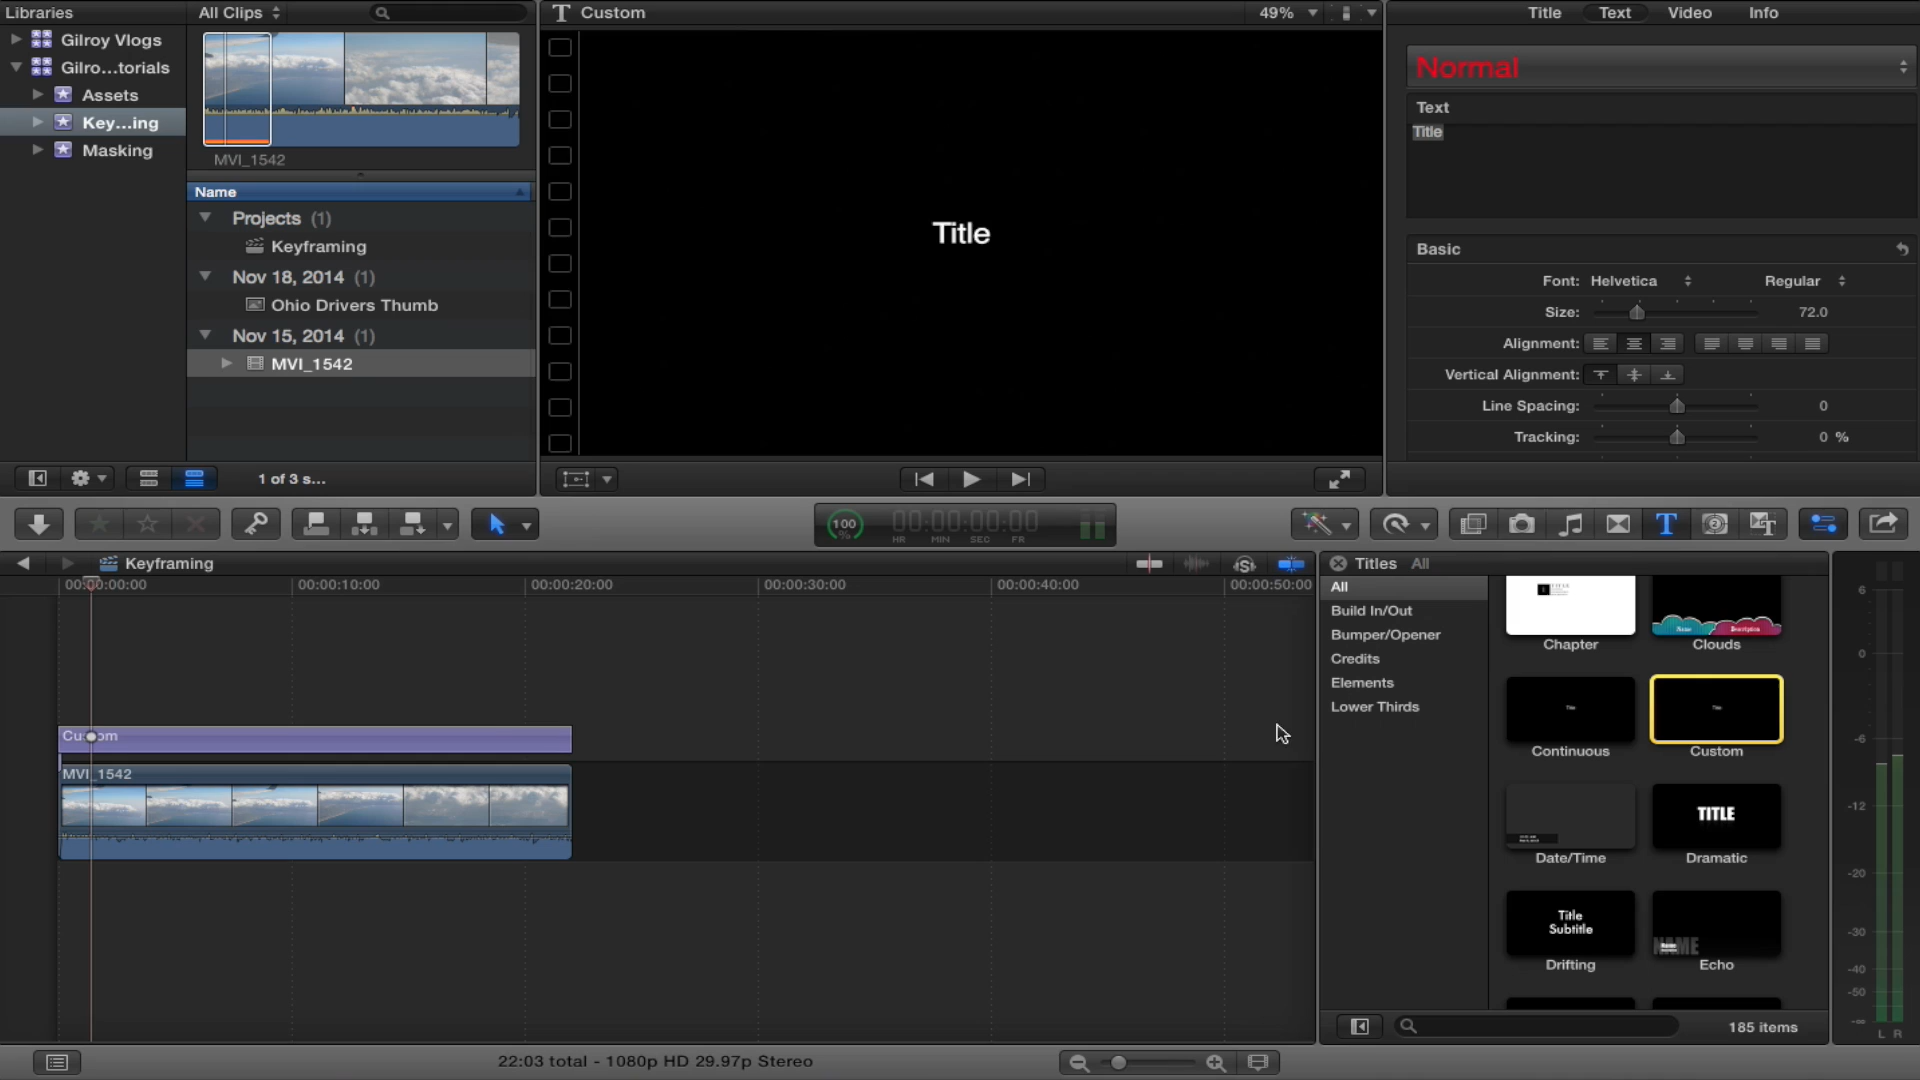 Libraries
All Clips
Custom
49%
Title Text Video Info
Gilroy Vlogs
Gilro...torials
Assets
Key...ing
Masking
MVI_1542
Name
Projects (1)
Keyframing
Nov 18, 2014 (1)
Ohio Drivers Thumb
Nov 15, 2014 (1)
MVI_1542
1 of 3 s...
Title
Normal
Text
Title
Basic
Font: Helvetica Regular
Size: 72.0
Alignment:
Vertical Alignment:
Line Spacing: 0
Tracking: 0 %
100 %
00:00:00:00
HR MIN SEC FR
Keyframing
00:00:00:00 00:00:10:00 00:00:20:00 00:00:30:00 00:00:40:00 00:00:50:00
Custom
MVI_1542
Titles All
All
Build In/Out
Bumper/Opener
Credits
Elements
Lower Thirds
Chapter
Name Description
Clouds
Title
Continuous
Title
Custom
Date/Time
TITLE
Dramatic
Title
Subtitle
Drifting
NAME
Echo
185 items
6
0
-6
-12
-20
-30
-40
-50
-∞
L R
22:03 total - 1080p HD 29.97p Stereo